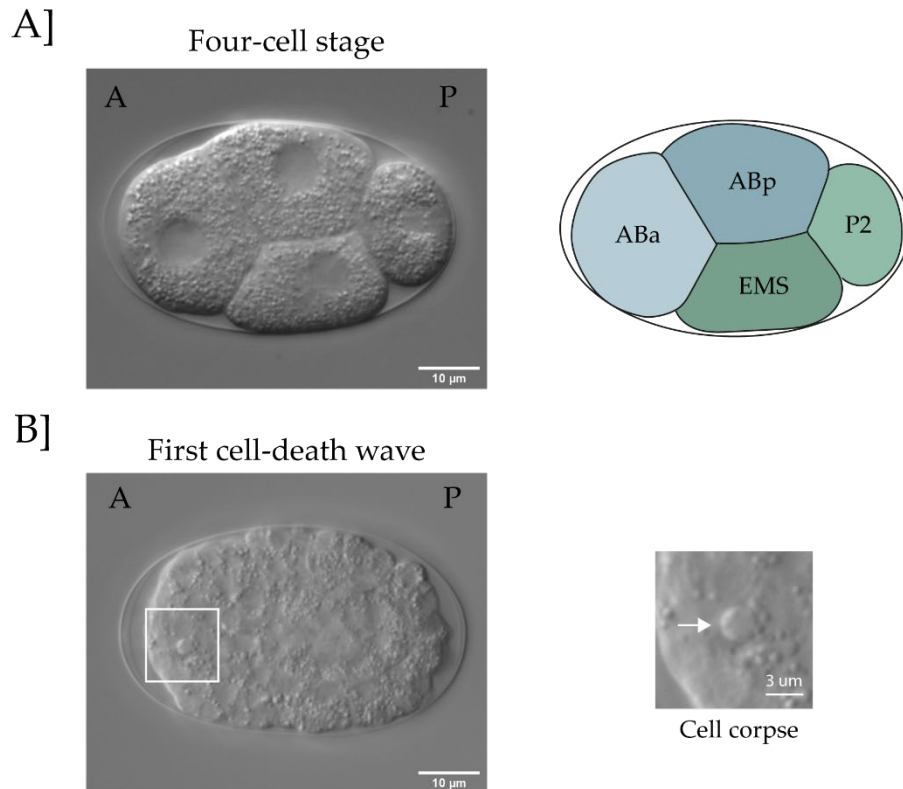 A]
Four-cell stage
A P
ABa
ABp
P2
EMS
10 µm
B]
First cell-death wave
A P
3 um
Cell corpse
10 µm